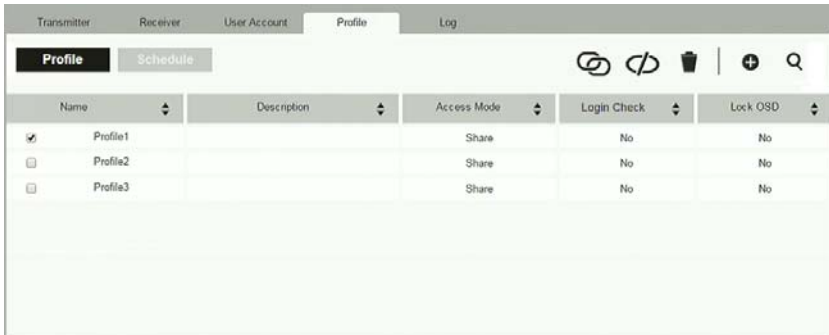 Transmitter Receiver User Account Profile Log
Profile Schedule
Name Description Access Mode Login Check Lock OSD
Profile1 Share No No
Profile2 Share No No
Profile3 Share No No